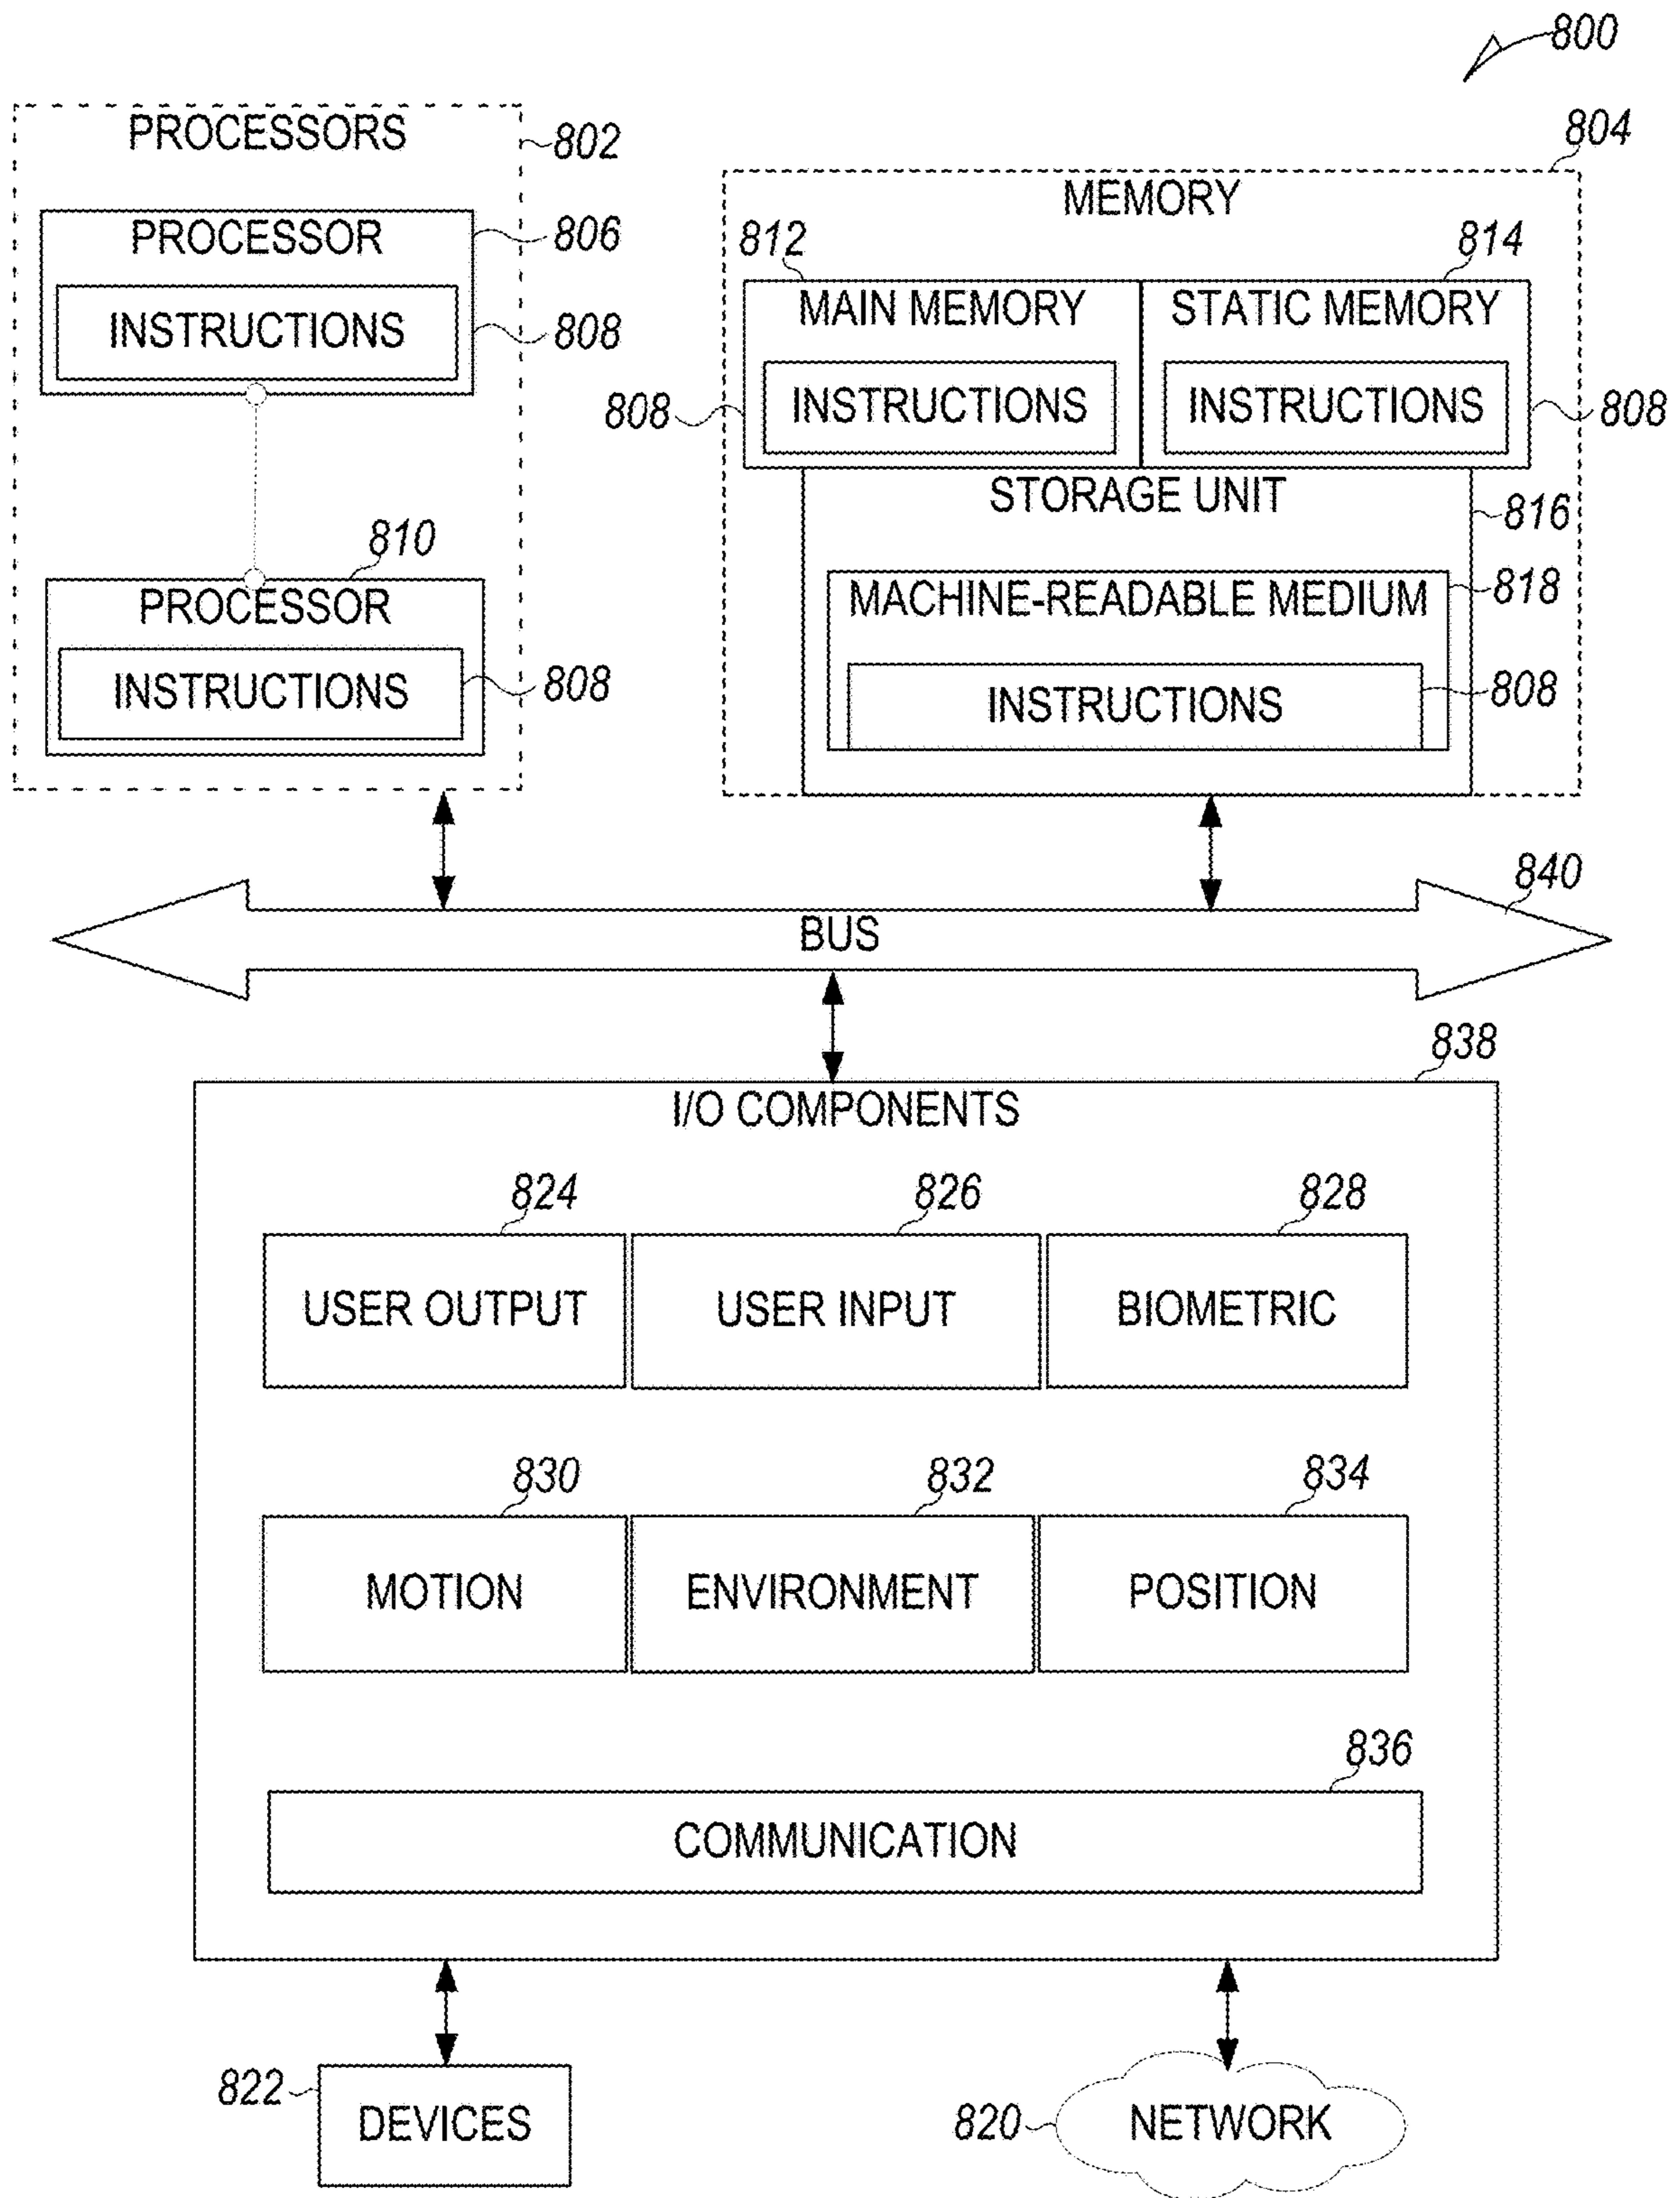 800
PROCESSORS
802
804
MEMORY
PROCESSOR
806
812
814
INSTRUCTIONS
808
MAIN MEMORY
STATIC MEMORY
808
INSTRUCTIONS
INSTRUCTIONS
808
STORAGE UNIT
816
810
PROCESSOR
MACHINE-READABLE MEDIUM
818
INSTRUCTIONS
808
INSTRUCTIONS
808
840
BUS
838
I/O COMPONENTS
824
826
828
USER OUTPUT
USER INPUT
BIOMETRIC
830
832
834
MOTION
ENVIRONMENT
POSITION
836
COMMUNICATION
822
DEVICES
820
NETWORK